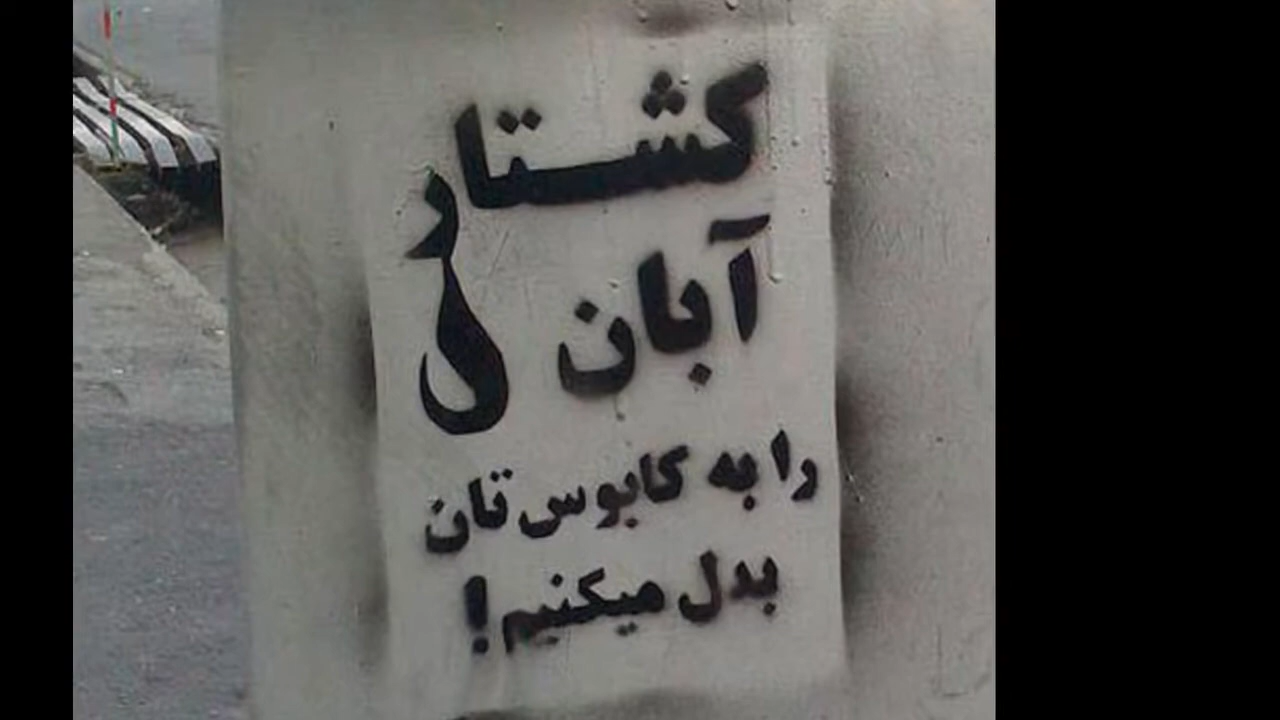 کشتار
آبان
را به کابوس تان
بدل میکنیم!